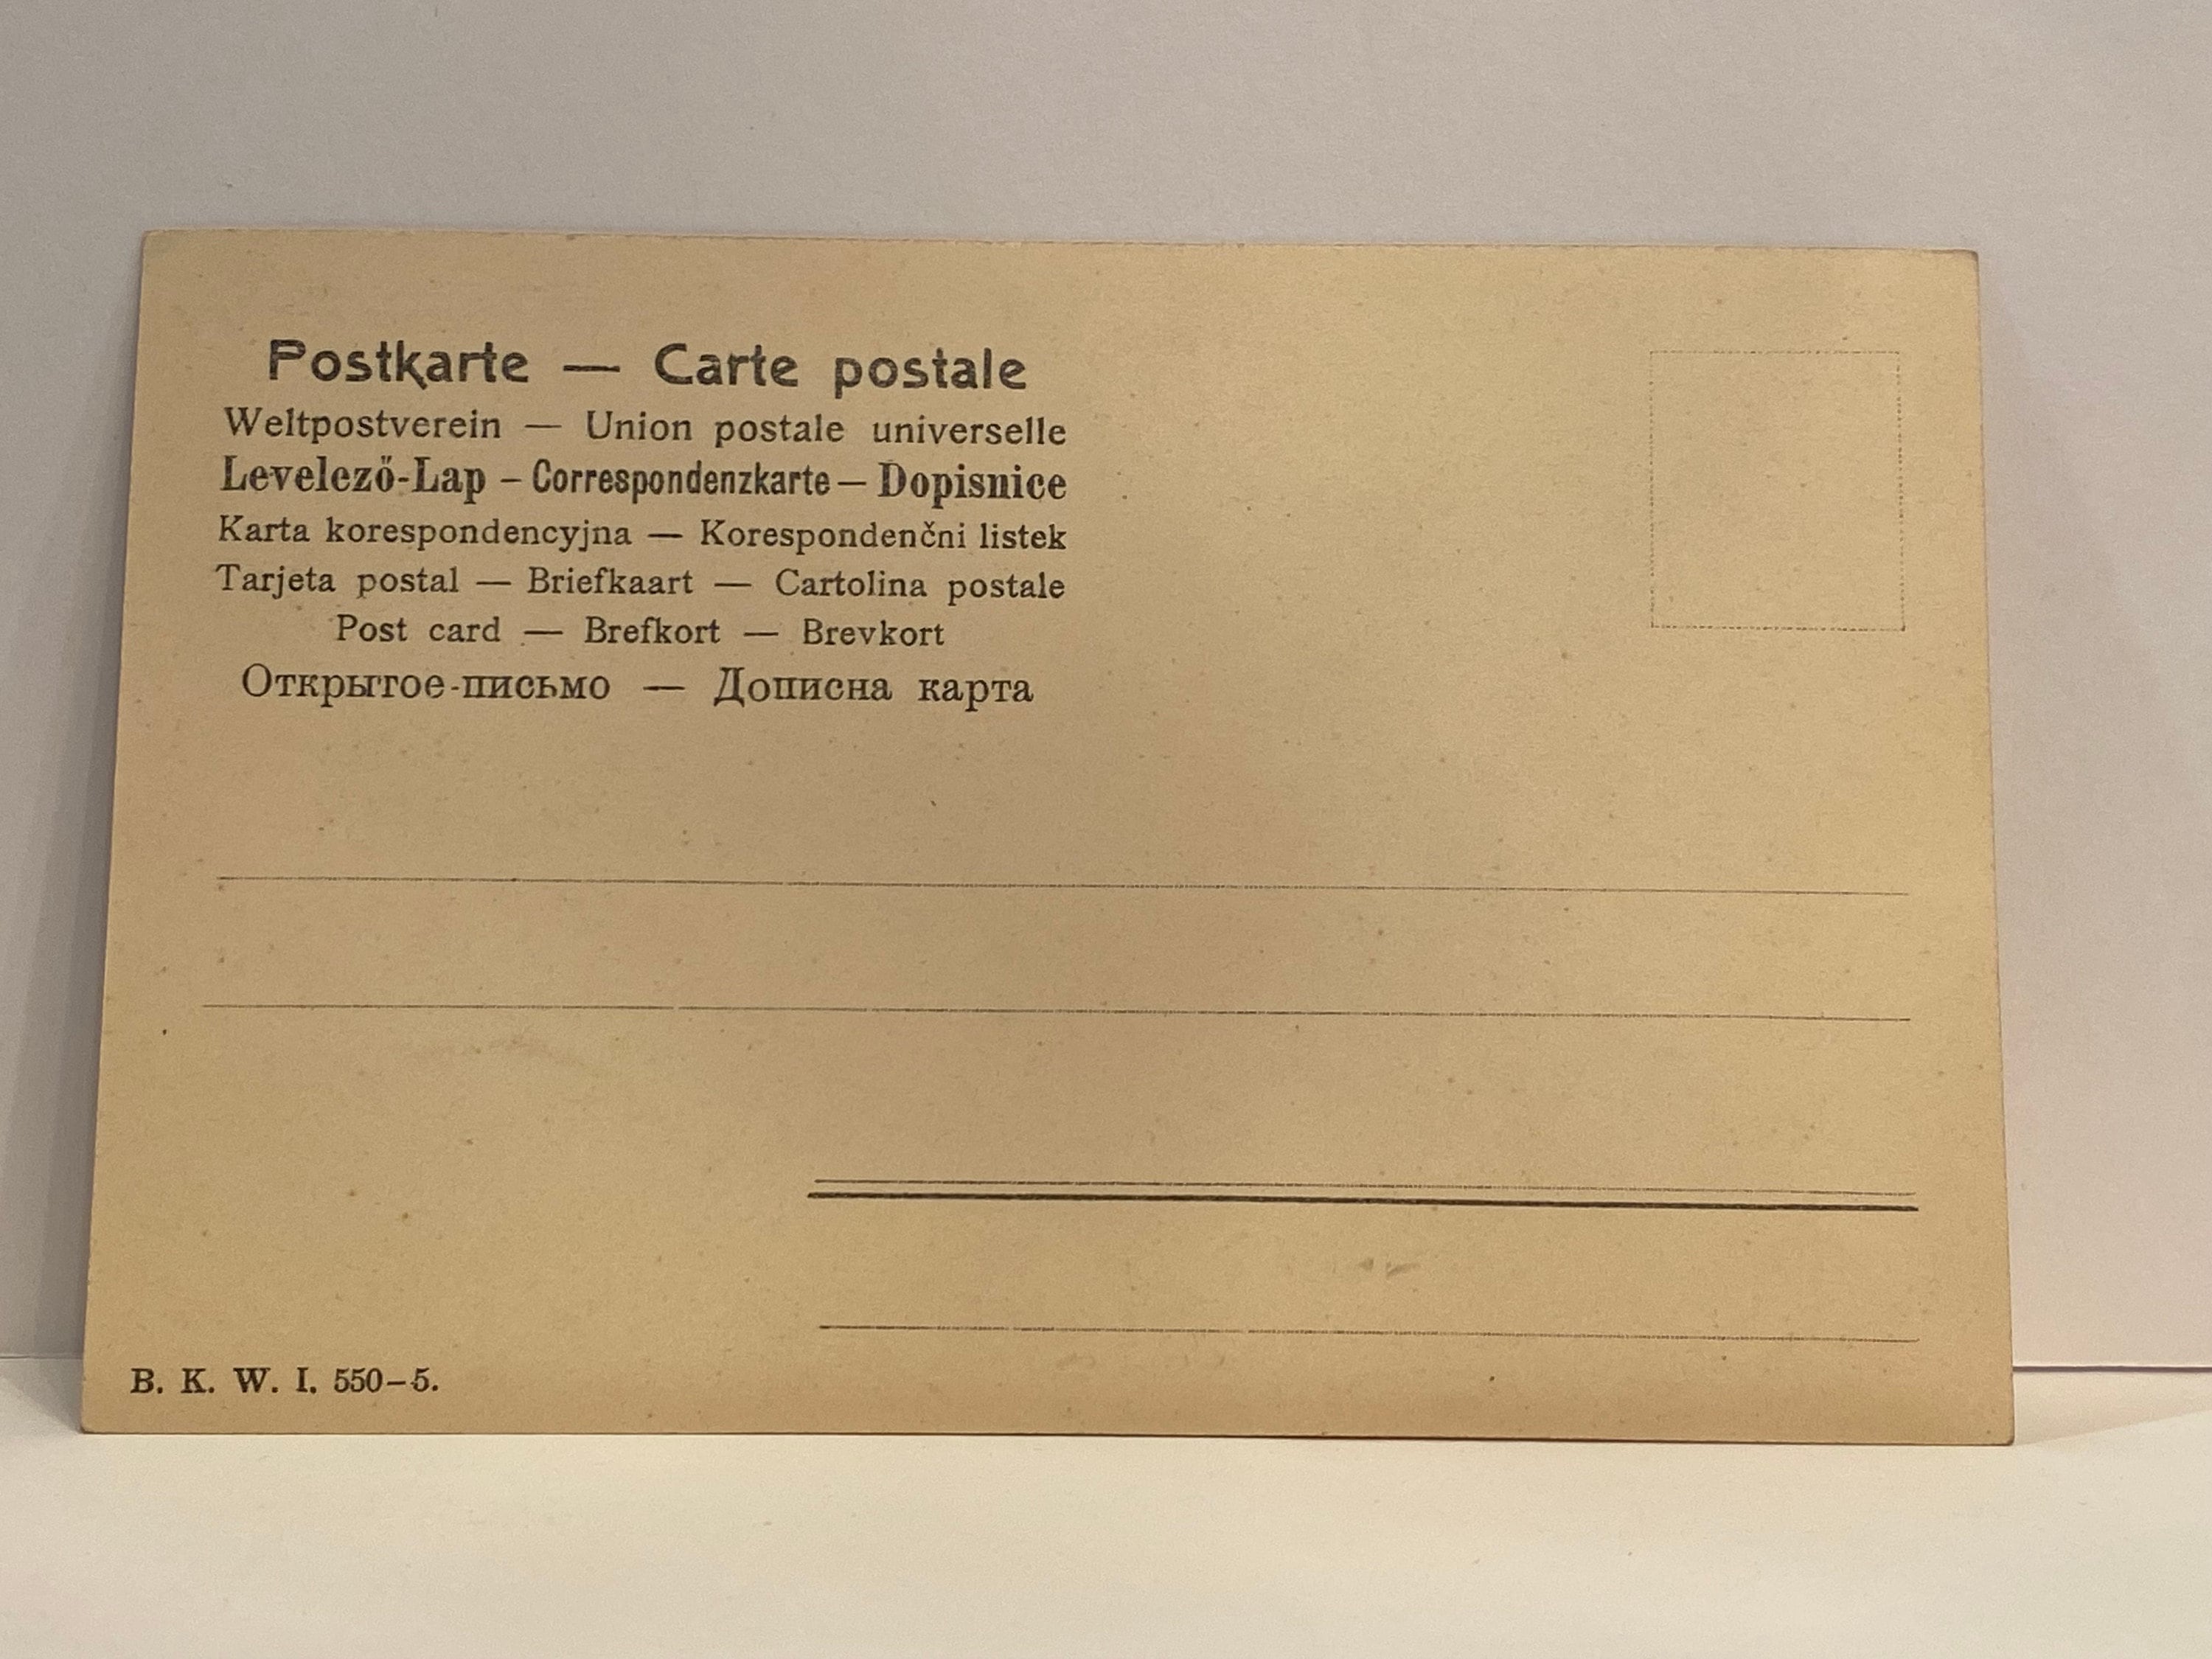 Postkarte — Carte postale
Weltpostverein — Union postale universelle
Levelező-Lap – Correspondenzkarte – Dopisnice
Karta korespondencyjna — Korespondenčni listek
Tarjeta postal — Briefkaart — Cartolina postale
Post card — Brefkort — Brevkort
Открытое-письмо — Дописна карта
B. K. W. I. 550–5.